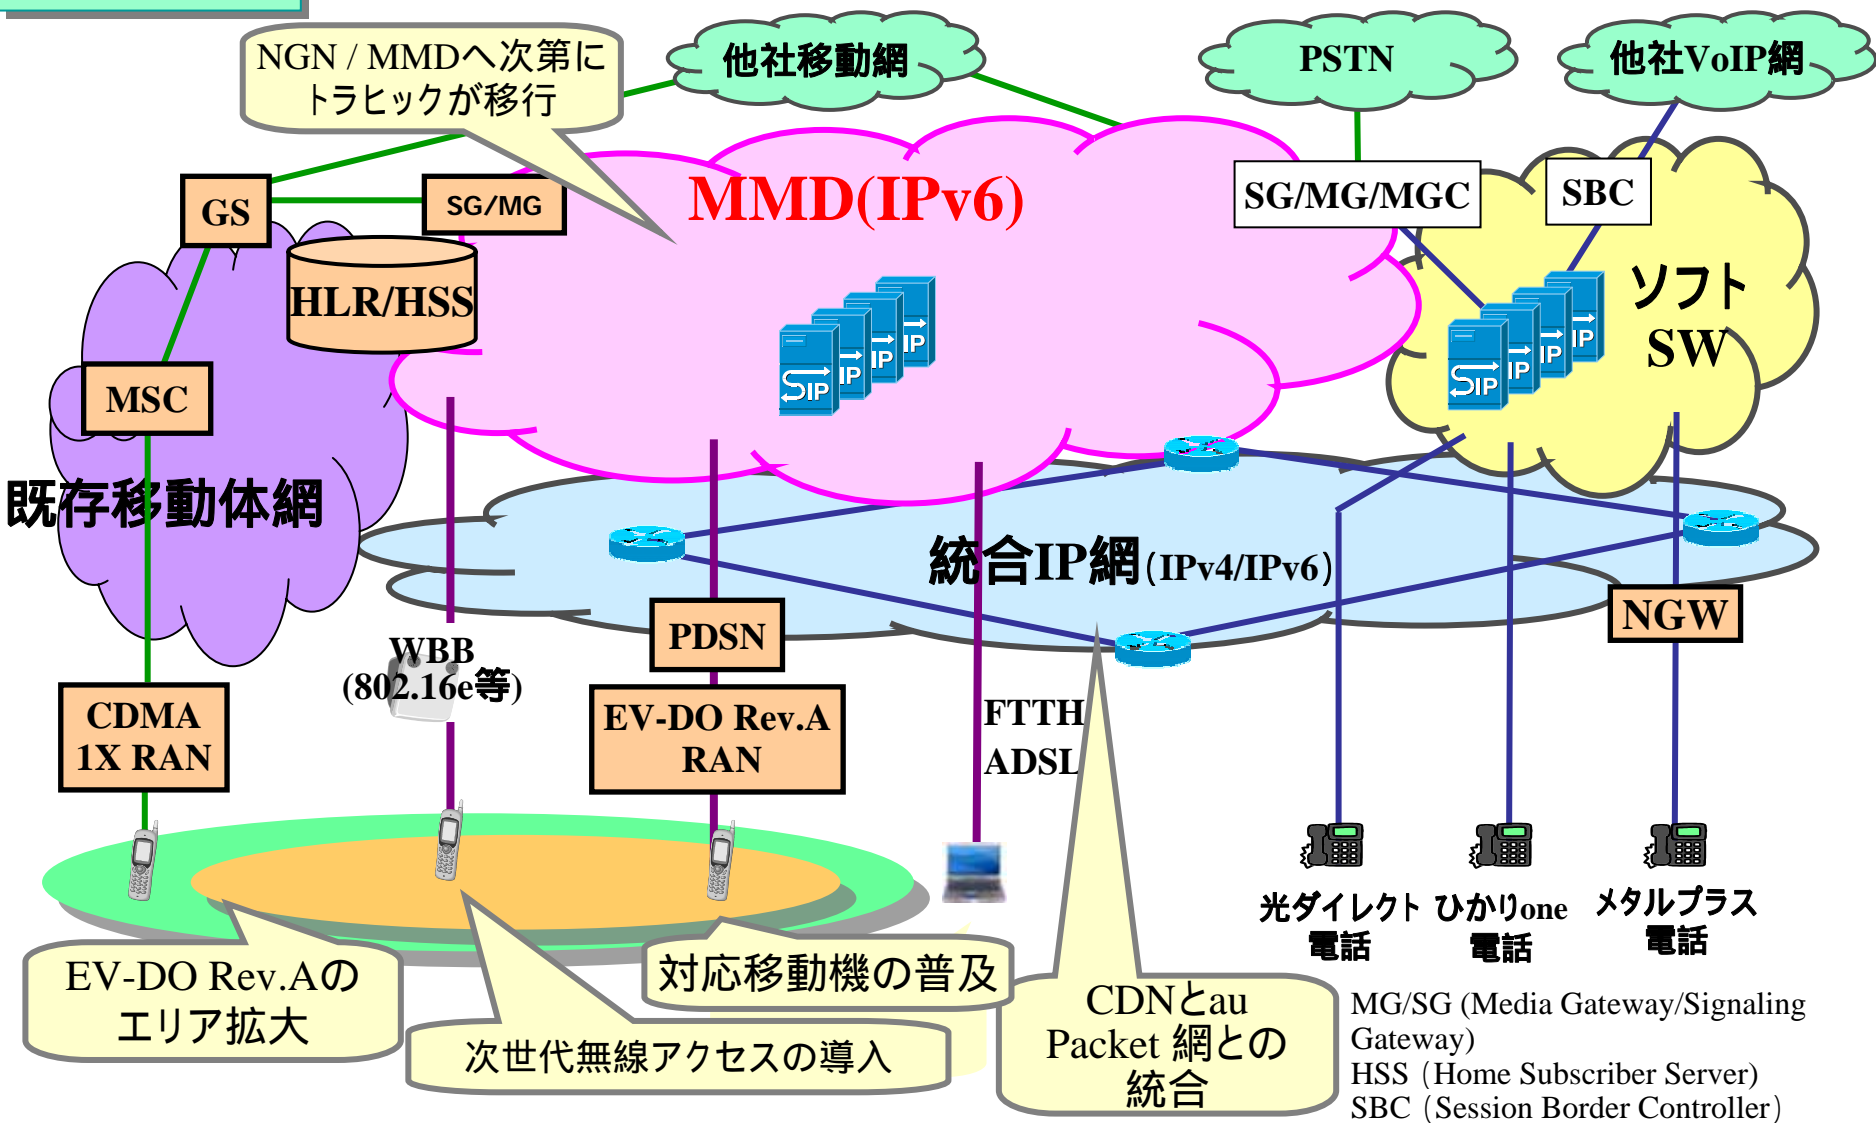 NGN / MMDへ次第に
トラヒックが移行
他社移動網
PSTN
他社VoIP網
GS
SG/MG
MMD(IPv6)
SG/MG/MGC
SBC
HLR/HSS
ソフト
SW
SIP
IP
IP
IP
SIP
IP
IP
IP
MSC
既存移動体網
統合IP網(IPv4/IPv6)
WBB
(802.16e等)
PDSN
NGW
CDMA
1X RAN
EV-DO Rev.A
RAN
FTTH
ADSL
光ダイレクト
電話
ひかりone
電話
メタルプラス
電話
EV-DO Rev.Aの
エリア拡大
次世代無線アクセスの導入
対応移動機の普及
CDNとau
Packet 網との
統合
MG/SG (Media Gateway/Signaling
Gateway)
HSS (Home Subscriber Server)
SBC (Session Border Controller)